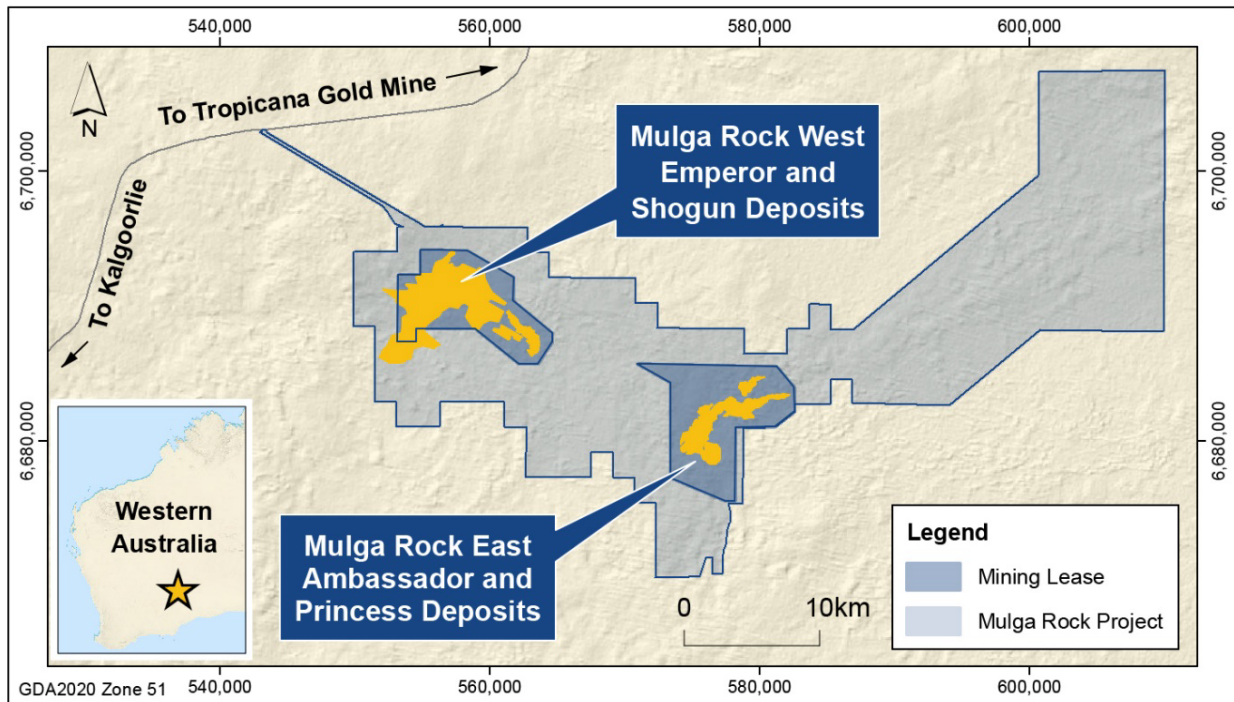 540,000
560,000
580,000
600,000
To Tropicana Gold Mine
N
6,700,000
6,700,000
Mulga Rock West
Emperor and
Shogun Deposits
To Kalgoorlie
6,680,000
6,680,000
Western
Australia
Mulga Rock East
Ambassador and
Princess Deposits
0
10km
Legend
Mining Lease
Mulga Rock Project
GDA2020 Zone 51
540,000
560,000
580,000
600,000